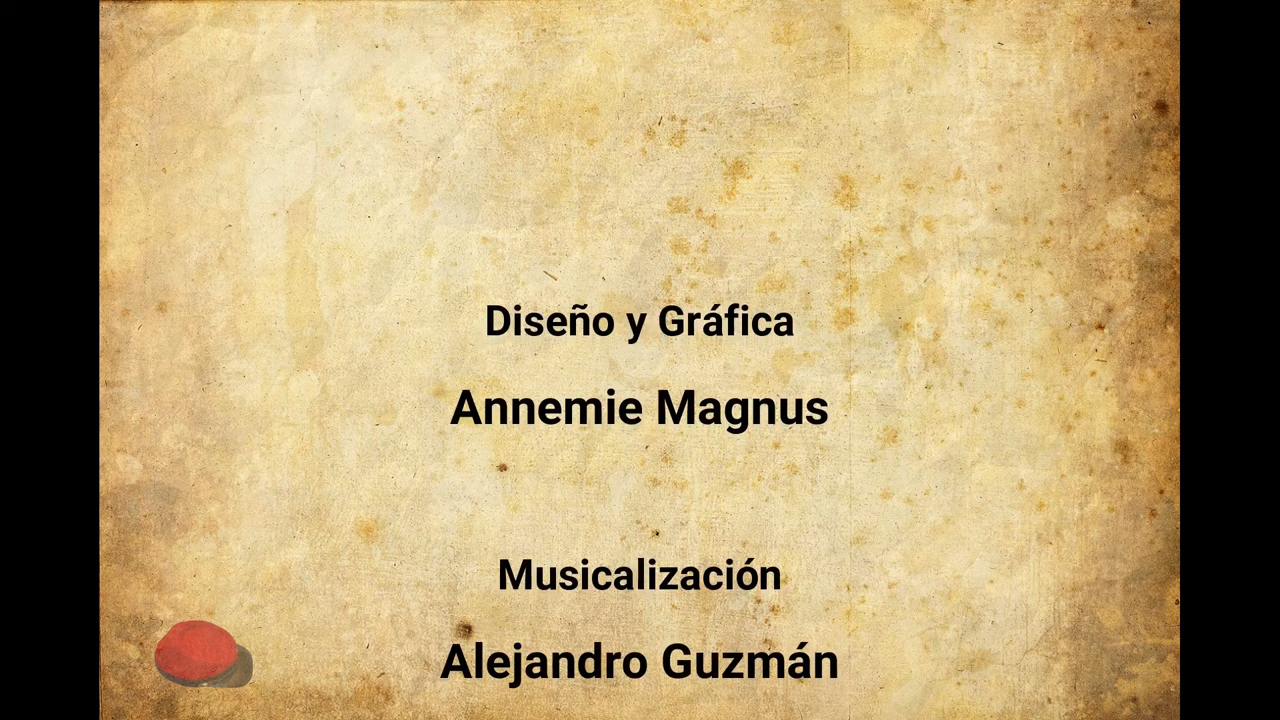 Diseño y Gráfica
Annemie Magnus
Musicalización
Alejandro Guzmán